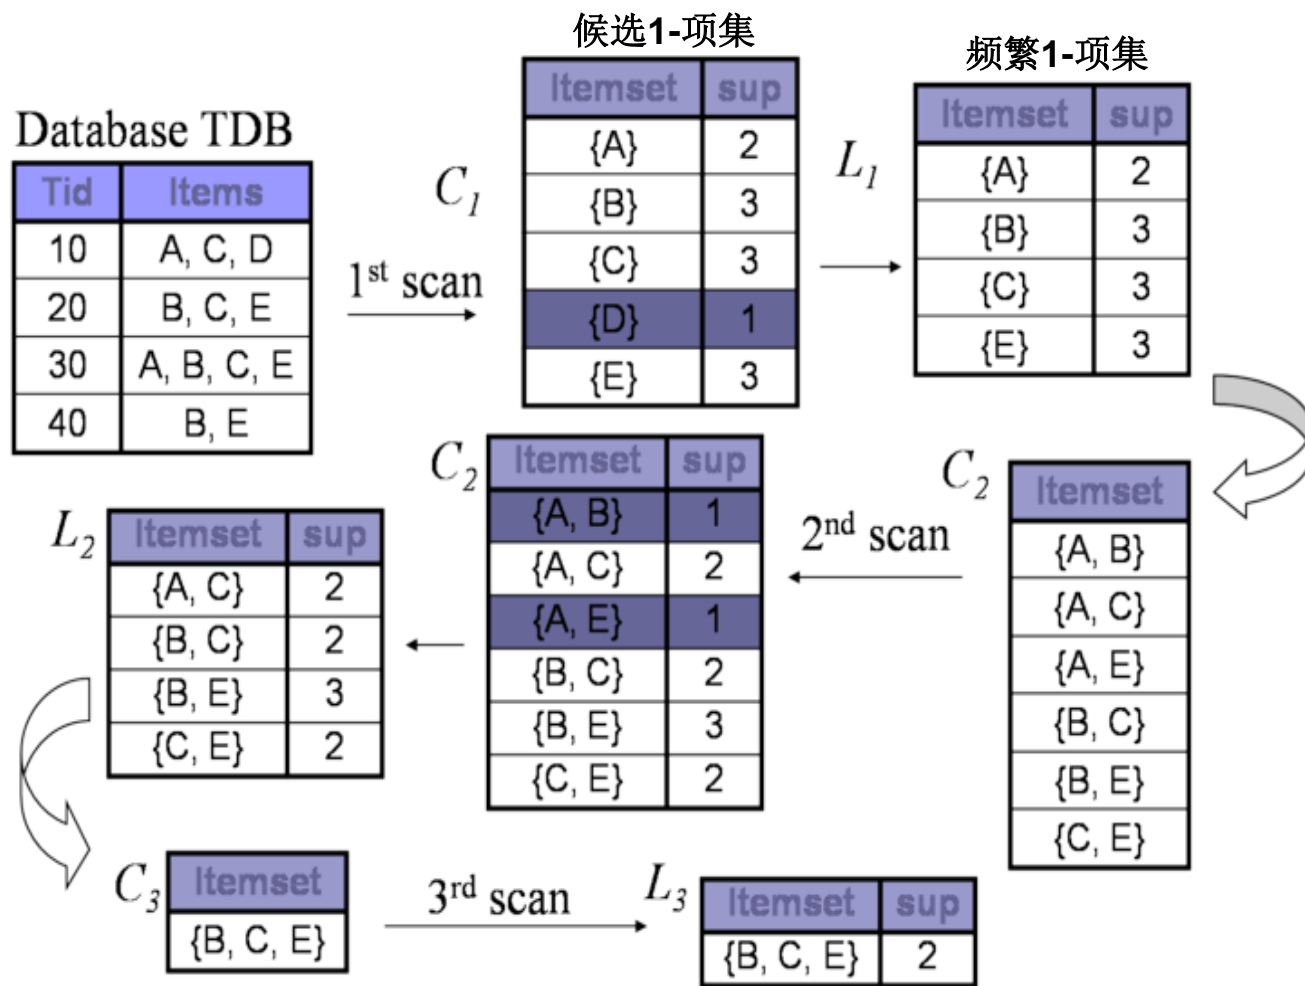 候选1-项集
频繁1-项集
Database TDB
Tid Items
10 A, C, D
20 B, C, E
30 A, B, C, E
40 B, E
1st scan
C1
Itemset sup
{A} 2
{B} 3
{C} 3
{D} 1
{E} 3
L1
Itemset sup
{A} 2
{B} 3
{C} 3
{E} 3
C2
Itemset
{A, B}
{A, C}
{A, E}
{B, C}
{B, E}
{C, E}
2nd scan
C2
Itemset sup
{A, B} 1
{A, C} 2
{A, E} 1
{B, C} 2
{B, E} 3
{C, E} 2
L2
Itemset sup
{A, C} 2
{B, C} 2
{B, E} 3
{C, E} 2
C3
Itemset
{B, C, E}
3rd scan
L3
Itemset sup
{B, C, E} 2